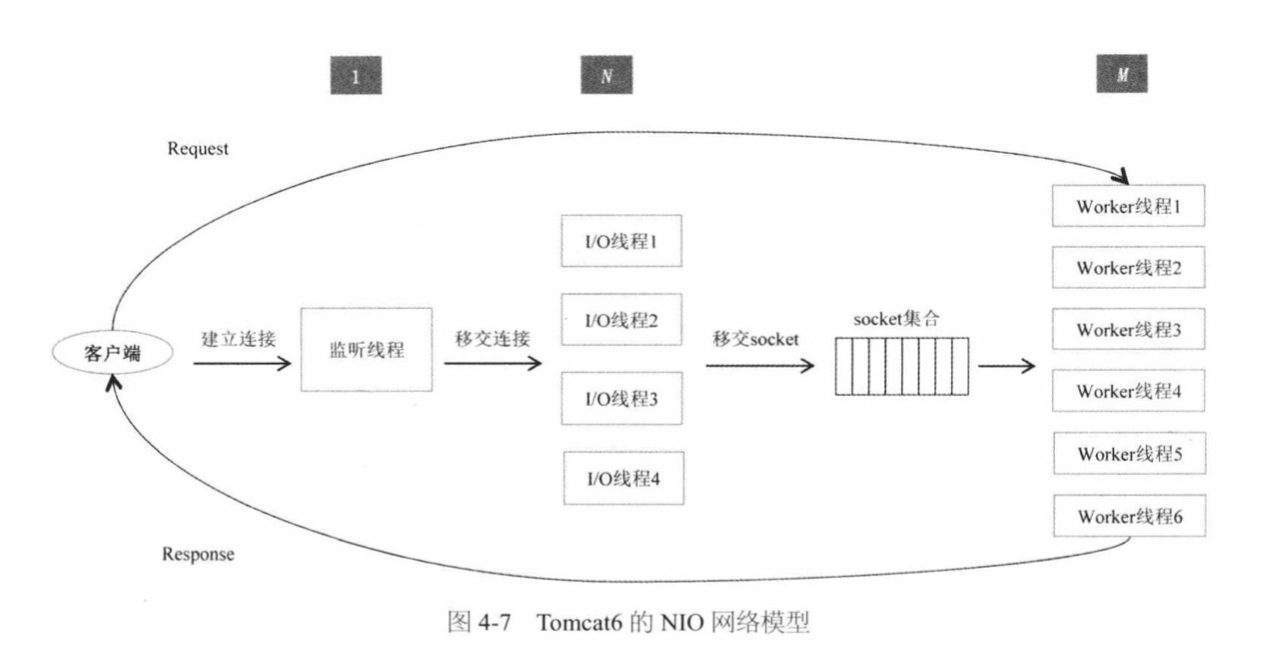 1
N
M
Request
Worker线程1
I/O线程1
Worker线程2
I/O线程2
socket集合
Worker线程3
客户端
建立连接
监听线程
移交连接
移交socket
I/O线程3
Worker线程4
I/O线程4
Worker线程5
Worker线程6
Response
图 4-7 Tomcat6 的 NIO 网络模型